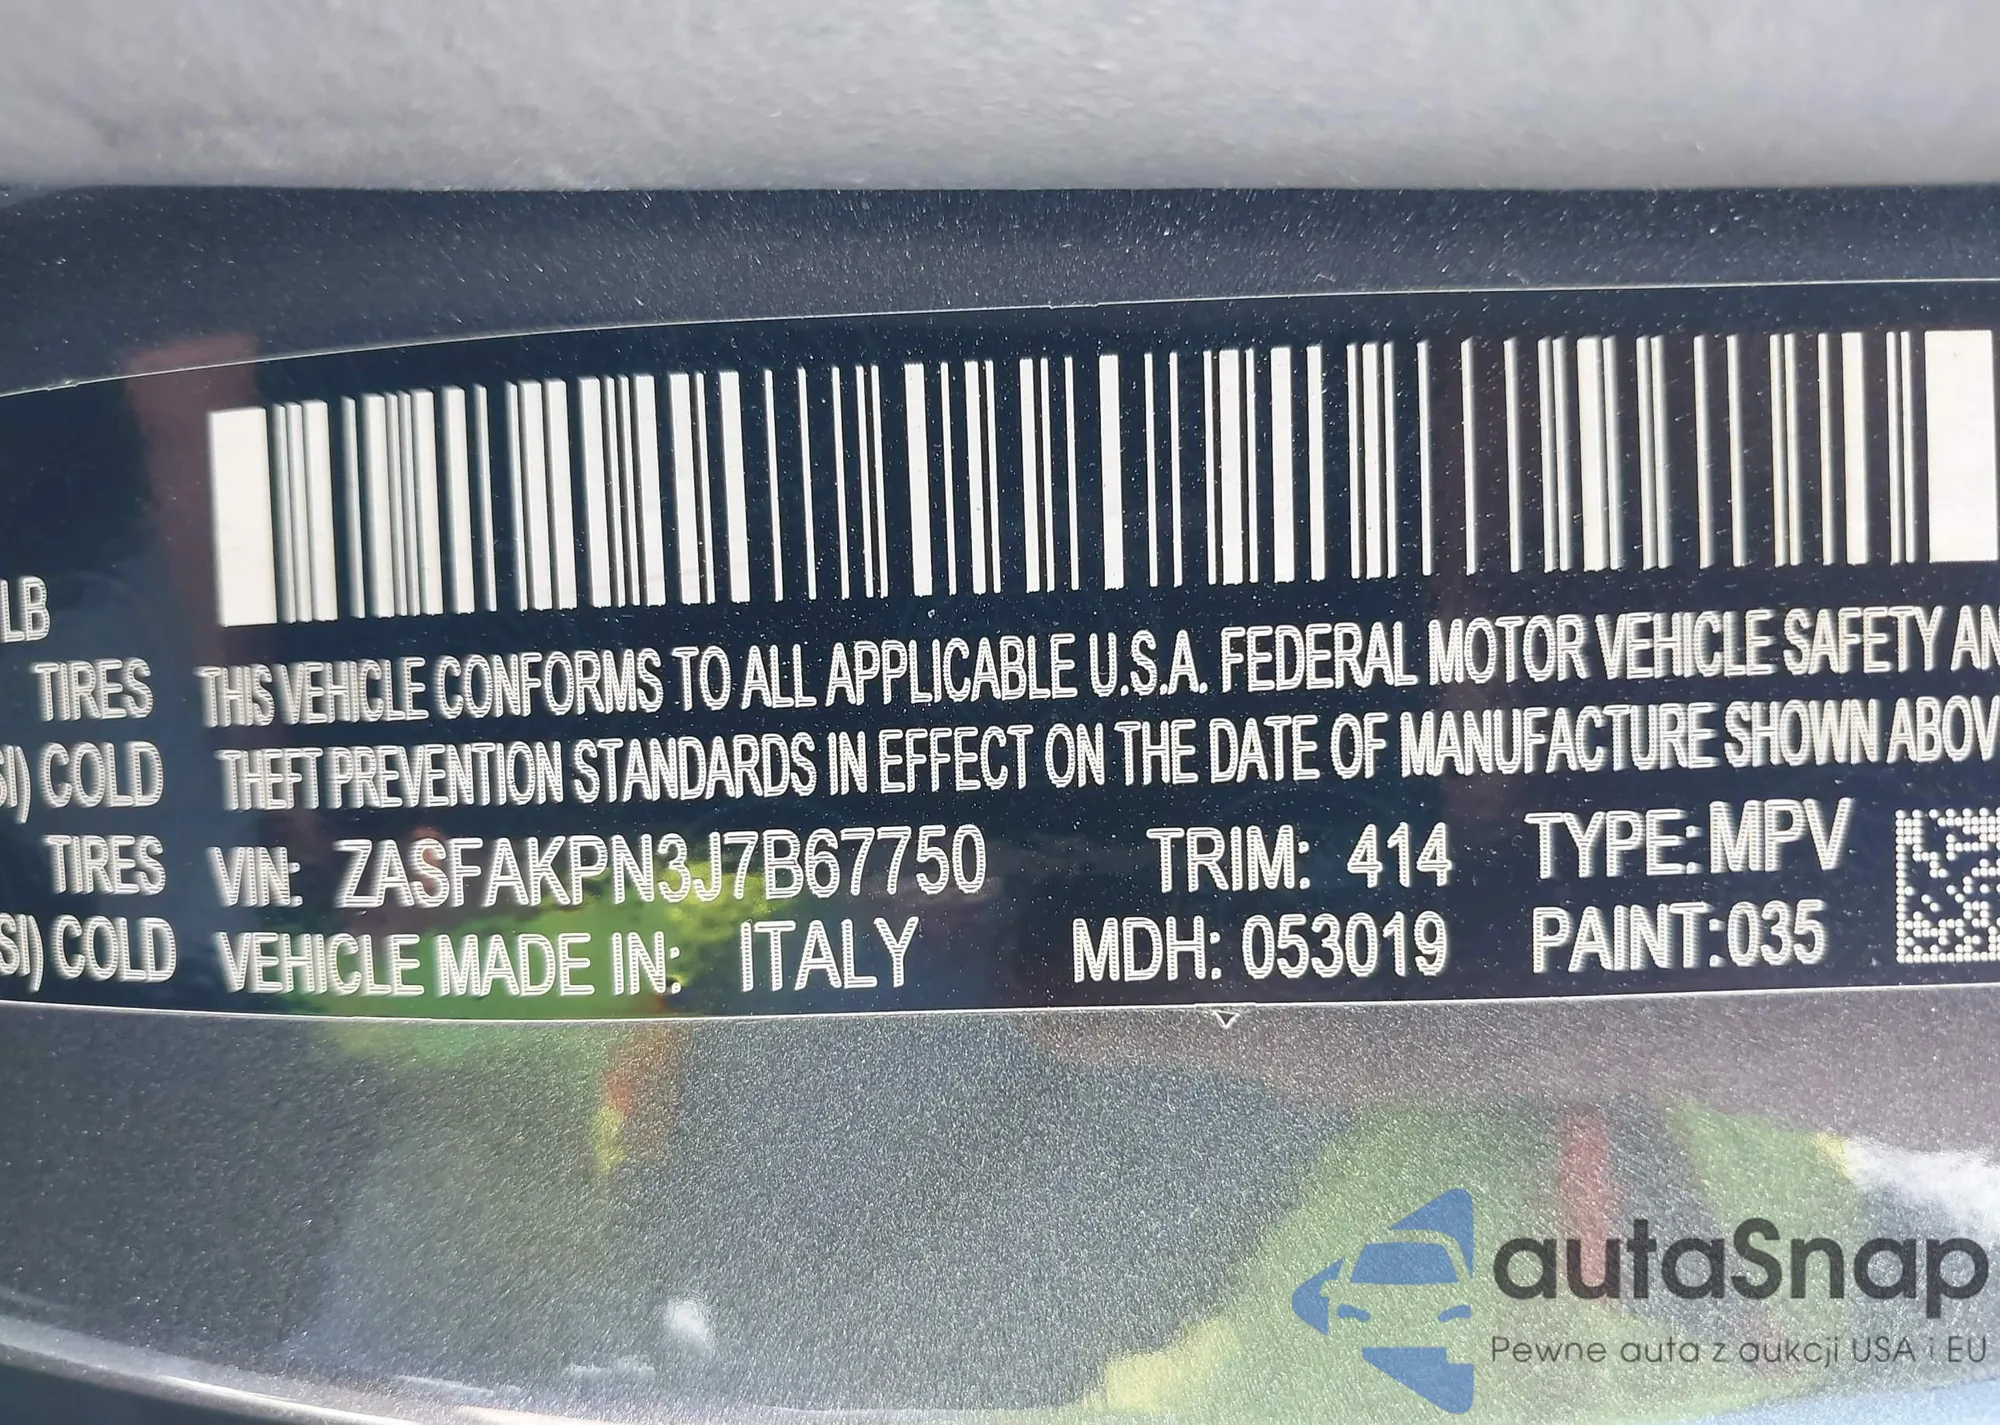 LB
TIRES THIS VEHICLE CONFORMS TO ALL APPLICABLE U.S.A. FEDERAL MOTOR VEHICLE SAFETY AN
SI) COLD THEFT PREVENTION STANDARDS IN EFFECT ON THE DATE OF MANUFACTURE SHOWN ABOV
TIRES VIN: ZASFAKPN3J7B67750 TRIM: 414 TYPE: MPV
SI) COLD VEHICLE MADE IN: ITALY MDH: 053019 PAINT: 035
autaSnap
Pewne auta z aukcji USA i EU